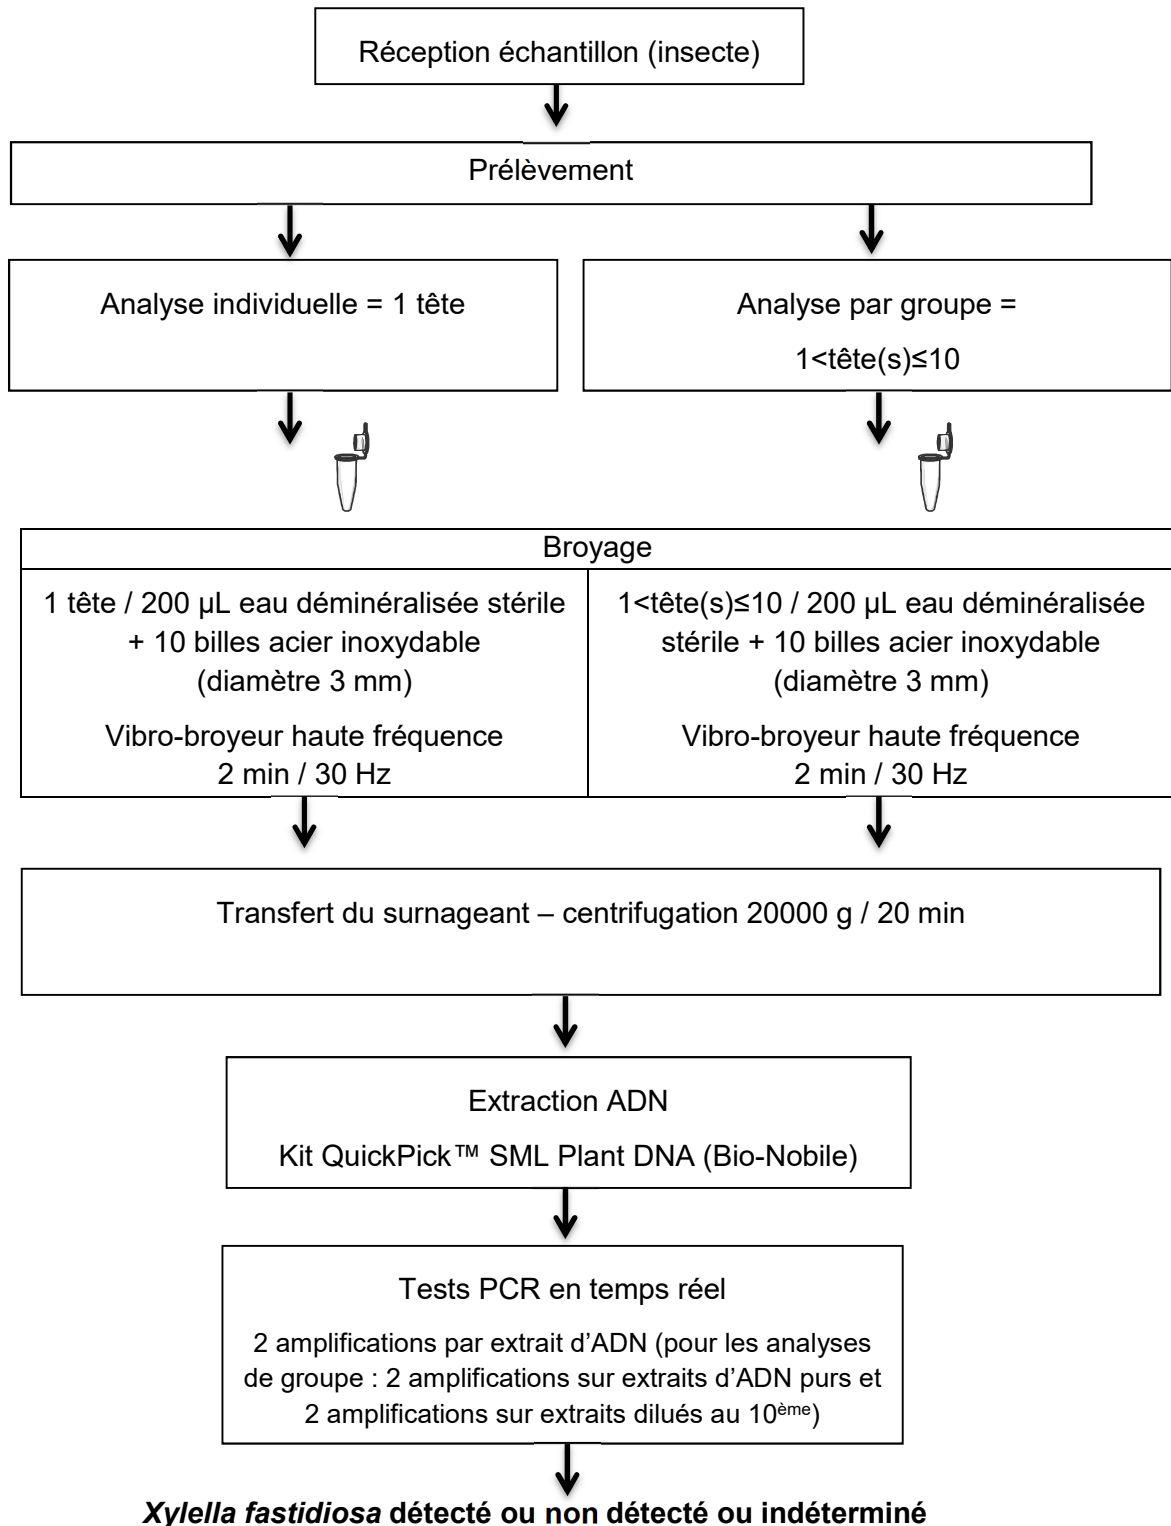 Réception échantillon (insecte)
Prélèvement
Analyse individuelle = 1 tête
Analyse par groupe =
1<tête(s)≤10
Broyage
1 tête / 200 µL eau déminéralisée stérile
+ 10 billes acier inoxydable
(diamètre 3 mm)
Vibro-broyeur haute fréquence
2 min / 30 Hz
1<tête(s)≤10 / 200 µL eau déminéralisée
stérile + 10 billes acier inoxydable
(diamètre 3 mm)
Vibro-broyeur haute fréquence
2 min / 30 Hz
Transfert du surnageant – centrifugation 20000 g / 20 min
Extraction ADN
Kit QuickPick™ SML Plant DNA (Bio-Nobile)
Tests PCR en temps réel
2 amplifications par extrait d’ADN (pour les analyses
de groupe : 2 amplifications sur extraits d’ADN purs et
2 amplifications sur extraits dilués au 10ème)
Xylella fastidiosa détecté ou non détecté ou indéterminé